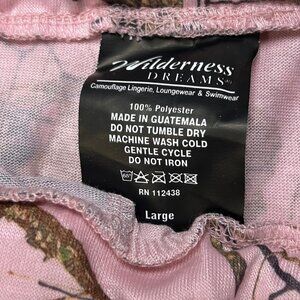 Wilderness
DREAMS
Camouflage Lingerie, Loungewear & Swimwear
100% Polyester
MADE IN GUATEMALA
DO NOT TUMBLE DRY
MACHINE WASH COLD
GENTLE CYCLE
DO NOT IRON
RN 112438
Large